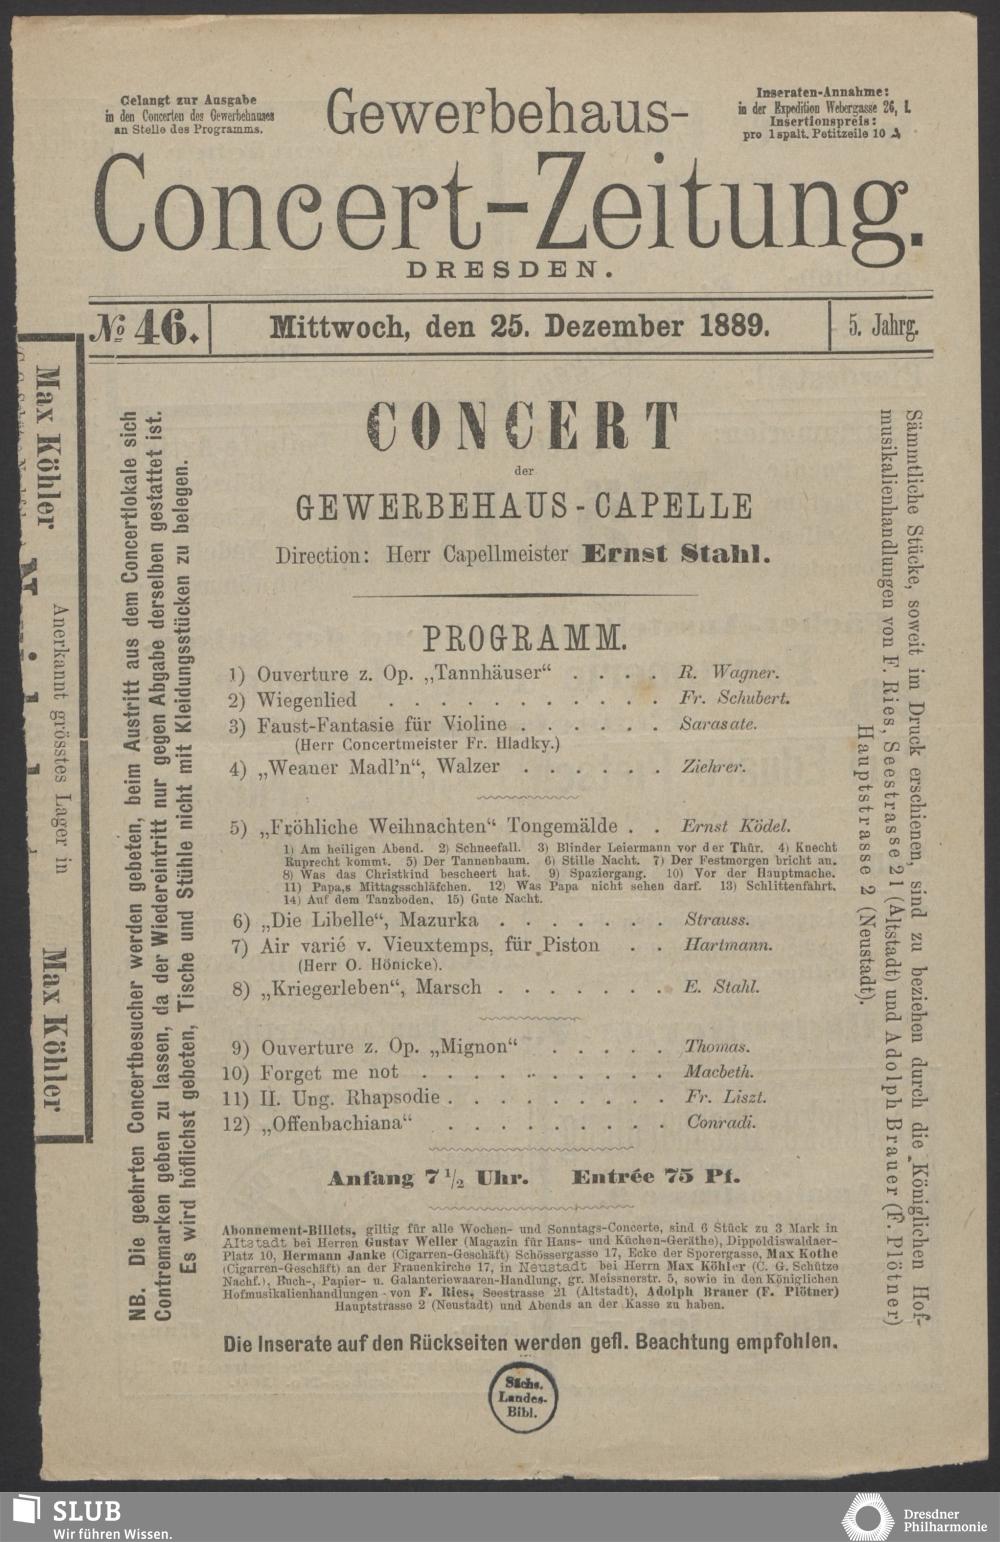 Gelangt zur Ausgabe
in den Concerten des Gewerbehauses
an Stelle des Programms.
Gewerbehaus-
Inseraten-Annahme:
in der Expedition Webergasse 26, I.
Insertionspreis:
pro 1 spalt. Petitzeile 10 ₰
Concert-Zeitung.
DRESDEN.
No 46.
Mittwoch, den 25. Dezember 1889.
5. Jahrg.
Max Köhler
Anerkannt grösstes Lager in
Max Köhler
NB. Die geehrten Concertbesucher werden gebeten, beim Austritt aus dem Concertlokale sich
Contremarken geben zu lassen, da der Wiedereintritt nur gegen Abgabe derselben gestattet ist.
Es wird höflichst gebeten, Tische und Stühle nicht mit Kleidungsstücken zu belegen.
CONCERT
der
GEWERBEHAUS-CAPELLE
Direction: Herr Capellmeister Ernst Stahl.
PROGRAMM.
1) Ouverture z. Op. „Tannhäuser“ . . . . R. Wagner.
2) Wiegenlied . . . . . . . . . . . Fr. Schubert.
3) Faust-Fantasie für Violine . . . . . . Sarasate.
(Herr Concertmeister Fr. Hladky.)
4) „Weaner Madl'n“, Walzer . . . . . . Ziehrer.
5) „Fröhliche Weihnachten“ Tongemälde . . Ernst Ködel.
1) Am heiligen Abend. 2) Schneefall. 3) Blinder Leiermann vor der Thür. 4) Knecht
Ruprecht kommt. 5) Der Tannenbaum. 6) Stille Nacht. 7) Der Festmorgen bricht an.
8) Was das Christkind bescheert hat. 9) Spaziergang. 10) Vor der Hauptmache.
11) Papa,s Mittagsschläfchen. 12) Was Papa nicht sehen darf. 13) Schlittenfahrt.
14) Auf dem Tanzboden. 15) Gute Nacht.
6) „Die Libelle“, Mazurka . . . . . . . Strauss.
7) Air varié v. Vieuxtemps, für Piston . . Hartmann.
(Herr O. Hönicke).
8) „Kriegerleben“, Marsch . . . . . . . E. Stahl.
9) Ouverture z. Op. „Mignon“ . . . . . Thomas.
10) Forget me not . . . . . . . . . . Macbeth.
11) II. Ung. Rhapsodie . . . . . . . . . Fr. Liszt.
12) „Offenbachiana“ . . . . . . . . . Conradi.
Anfang 7 1/2 Uhr. Entrée 75 Pf.
Abonnement-Billets, giltig für alle Wochen- und Sonntags-Concerte, sind 6 Stück zu 3 Mark in
Altstadt bei Herren Gustav Weller (Magazin für Haus- und Küchen-Geräthe), Dippoldiswaldaer-
Platz 10, Hermann Janke (Cigarren-Geschäft) Schössergasse 17, Ecke der Sporergasse, Max Kothe
(Cigarren-Geschäft) an der Frauenkirche 17, in Neustadt bei Herrn Max Köhler (C. G. Schütze
Nachf.), Buch-, Papier- u. Galanteriewaaren-Handlung, gr. Meissnerstr. 5, sowie in den Königlichen
Hofmusikalienhandlungen von F. Ries, Seestrasse 21 (Altstadt), Adolph Brauer (F. Plötner)
Hauptstrasse 2 (Neustadt) und Abends an der Kasse zu haben.
Die Inserate auf den Rückseiten werden gefl. Beachtung empfohlen.
Sämmtliche Stücke, soweit im Druck erschienen, sind zu beziehen durch die Königlichen Hof-
musikalienhandlungen von F. Ries, Seestrasse 21 (Altstadt) und Adolph Brauer (F. Plötner)
Hauptstrasse 2 (Neustadt).
Sächs.
Landes-
Bibl.
SLUB
Wir führen Wissen.
Dresdner
Philharmonie